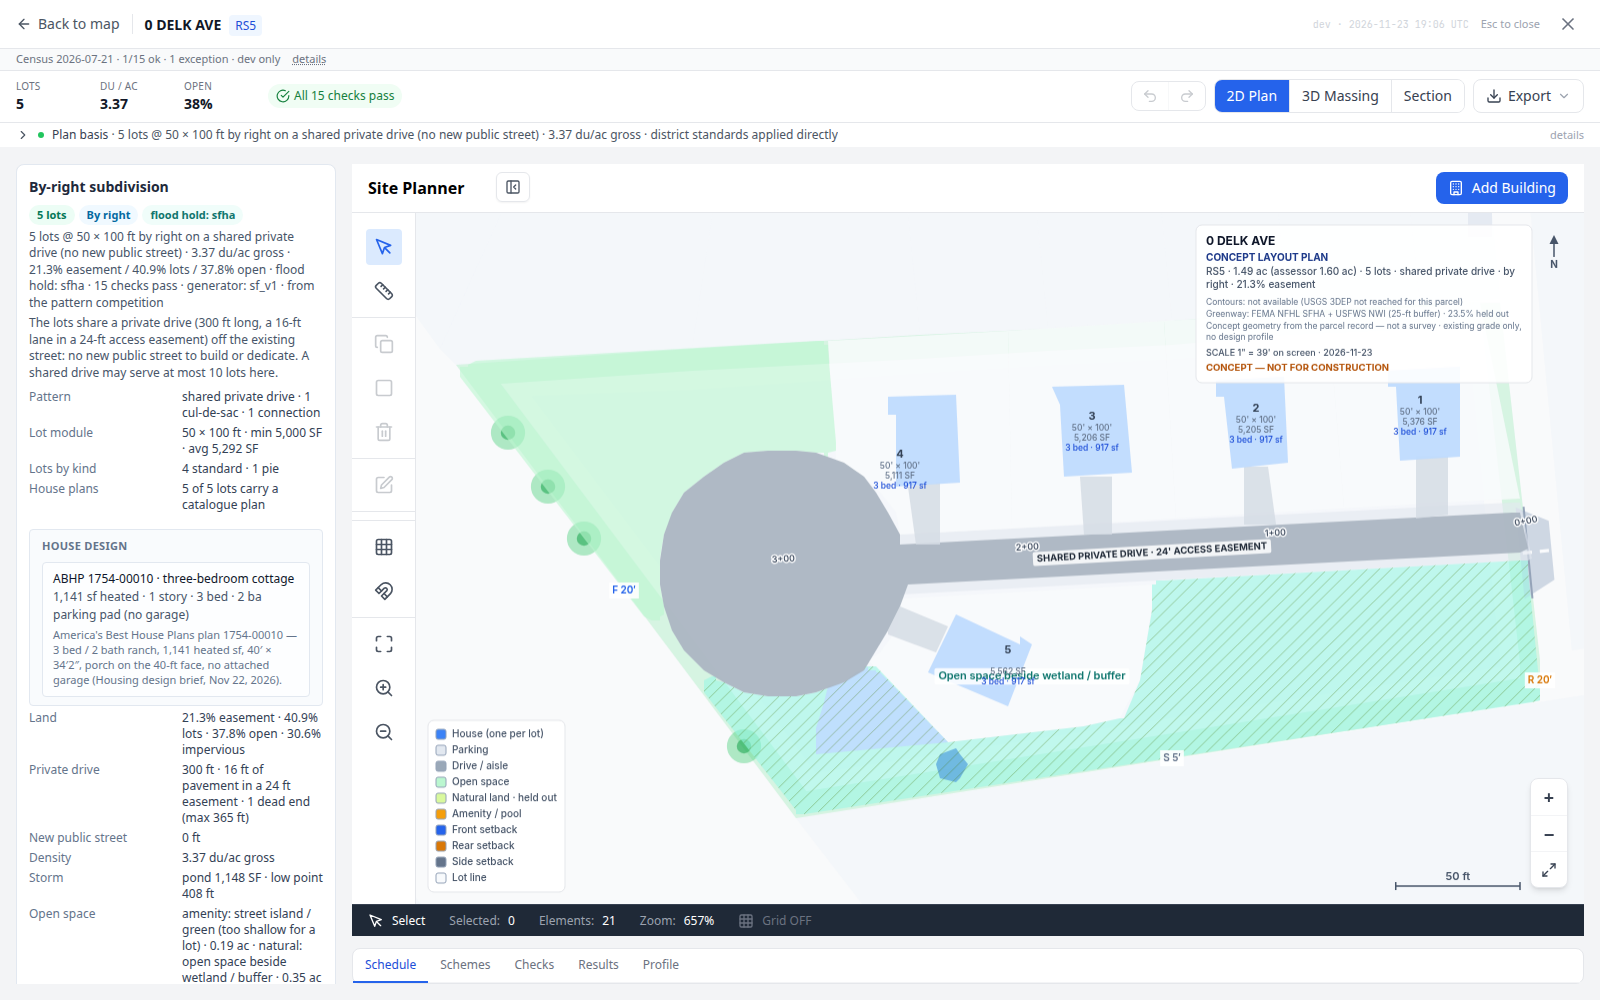 Back to map
0 DELK AVE
RS5
dev · 2026-11-23 19:06 UTC
Esc to close
Census 2026-07-21 · 1/15 ok · 1 exception · dev only
details
LOTS
5
DU / AC
3.37
OPEN
38%
All 15 checks pass
2D Plan
3D Massing
Section
Export
Plan basis · 5 lots @ 50 × 100 ft by right on a shared private drive (no new public street) · 3.37 du/ac gross · district standards applied directly
details
By-right subdivision
5 lots
By right
flood hold: sfha
5 lots @ 50 × 100 ft by right on a shared private
drive (no new public street) · 3.37 du/ac gross ·
21.3% easement / 40.9% lots / 37.8% open · flood
hold: sfha · 15 checks pass · generator: sf_v1 · from
the pattern competition
The lots share a private drive (300 ft long, a 16-ft
lane in a 24-ft access easement) off the existing
street: no new public street to build or dedicate. A
shared drive may serve at most 10 lots here.
Pattern
shared private drive · 1
cul-de-sac · 1 connection
Lot module
50 × 100 ft · min 5,000 SF
· avg 5,292 SF
Lots by kind
4 standard · 1 pie
House plans
5 of 5 lots carry a
catalogue plan
HOUSE DESIGN
ABHP 1754-00010 · three-bedroom cottage
1,141 sf heated · 1 story · 3 bed · 2 ba
parking pad (no garage)
America's Best House Plans plan 1754-00010 —
3 bed / 2 bath ranch, 1,141 heated sf, 40′ ×
34′2″, porch on the 40-ft face, no attached
garage (Housing design brief, Nov 22, 2026).
Land
21.3% easement · 40.9%
lots · 37.8% open · 30.6%
impervious
Private drive
300 ft · 16 ft of
pavement in a 24 ft
easement · 1 dead end
(max 365 ft)
New public street
0 ft
Density
3.37 du/ac gross
Storm
pond 1,148 SF · low point
408 ft
Open space
amenity: street island /
green (too shallow for a
lot) · 0.19 ac · natural:
open space beside
wetland / buffer · 0.35 ac
Site Planner
Add Building
0 DELK AVE
CONCEPT LAYOUT PLAN
RS5 · 1.49 ac (assessor 1.60 ac) · 5 lots · shared private drive · by
right · 21.3% easement
Contours: not available (USGS 3DEP not reached for this parcel)
Greenway: FEMA NFHL SFHA + USFWS NWI (25-ft buffer) · 23.5% held out
Concept geometry from the parcel record — not a survey · existing grade only,
no design profile
SCALE 1" = 39' on screen · 2026-11-23
CONCEPT — NOT FOR CONSTRUCTION
N
4
50' × 100'
5,111 SF
3 bed · 917 sf
3
50' × 100'
5,206 SF
3 bed · 917 sf
2
50' × 100'
5,205 SF
3 bed · 917 sf
1
50' × 100'
5,376 SF
3 bed · 917 sf
3+00
2+00
1+00
0+00
SHARED PRIVATE DRIVE · 24' ACCESS EASEMENT
F 20'
5
5,562 SF
Open space beside wetland / buffer
3 bed · 917 sf
R 20'
S 5'
House (one per lot)
Parking
Drive / aisle
Open space
Natural land · held out
Amenity / pool
Front setback
Rear setback
Side setback
Lot line
+
−
50 ft
Select
Selected: 0
Elements: 21
Zoom: 657%
Grid OFF
Schedule
Schemes
Checks
Results
Profile